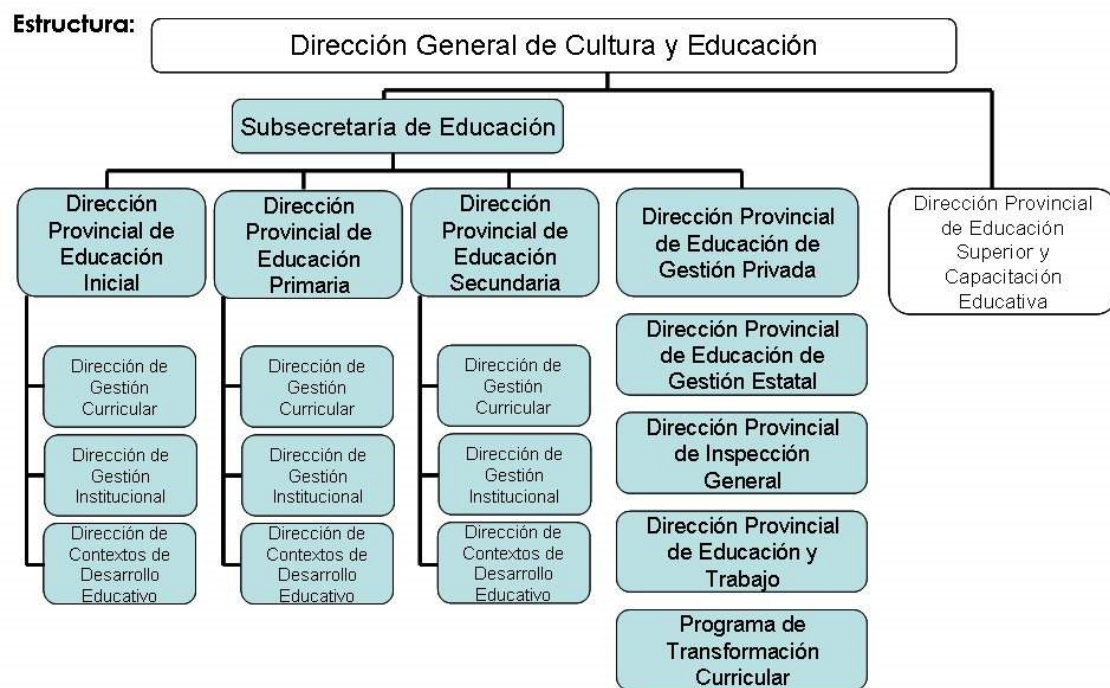 Estructura:
Dirección General de Cultura y Educación
Subsecretaría de Educación
Dirección
Provincial de
Educación
Inicial
Dirección de
Gestión
Curricular
Dirección de
Gestión
Institucional
Dirección de
Contextos de
Desarrollo
Educativo
Dirección
Provincial de
Educación
Primaria
Dirección de
Gestión
Curricular
Dirección de
Gestión
Institucional
Dirección de
Contextos de
Desarrollo
Educativo
Dirección
Provincial de
Educación
Secundaria
Dirección de
Gestión
Curricular
Dirección de
Gestión
Institucional
Dirección de
Contextos de
Desarrollo
Educativo
Dirección Provincial
de Educación de
Gestión Privada
Dirección Provincial
de Educación de
Gestión Estatal
Dirección Provincial
de Inspección
General
Dirección Provincial
de Educación y
Trabajo
Programa de
Transformación
Curricular
Dirección Provincial
de Educación
Superior y
Capacitación
Educativa